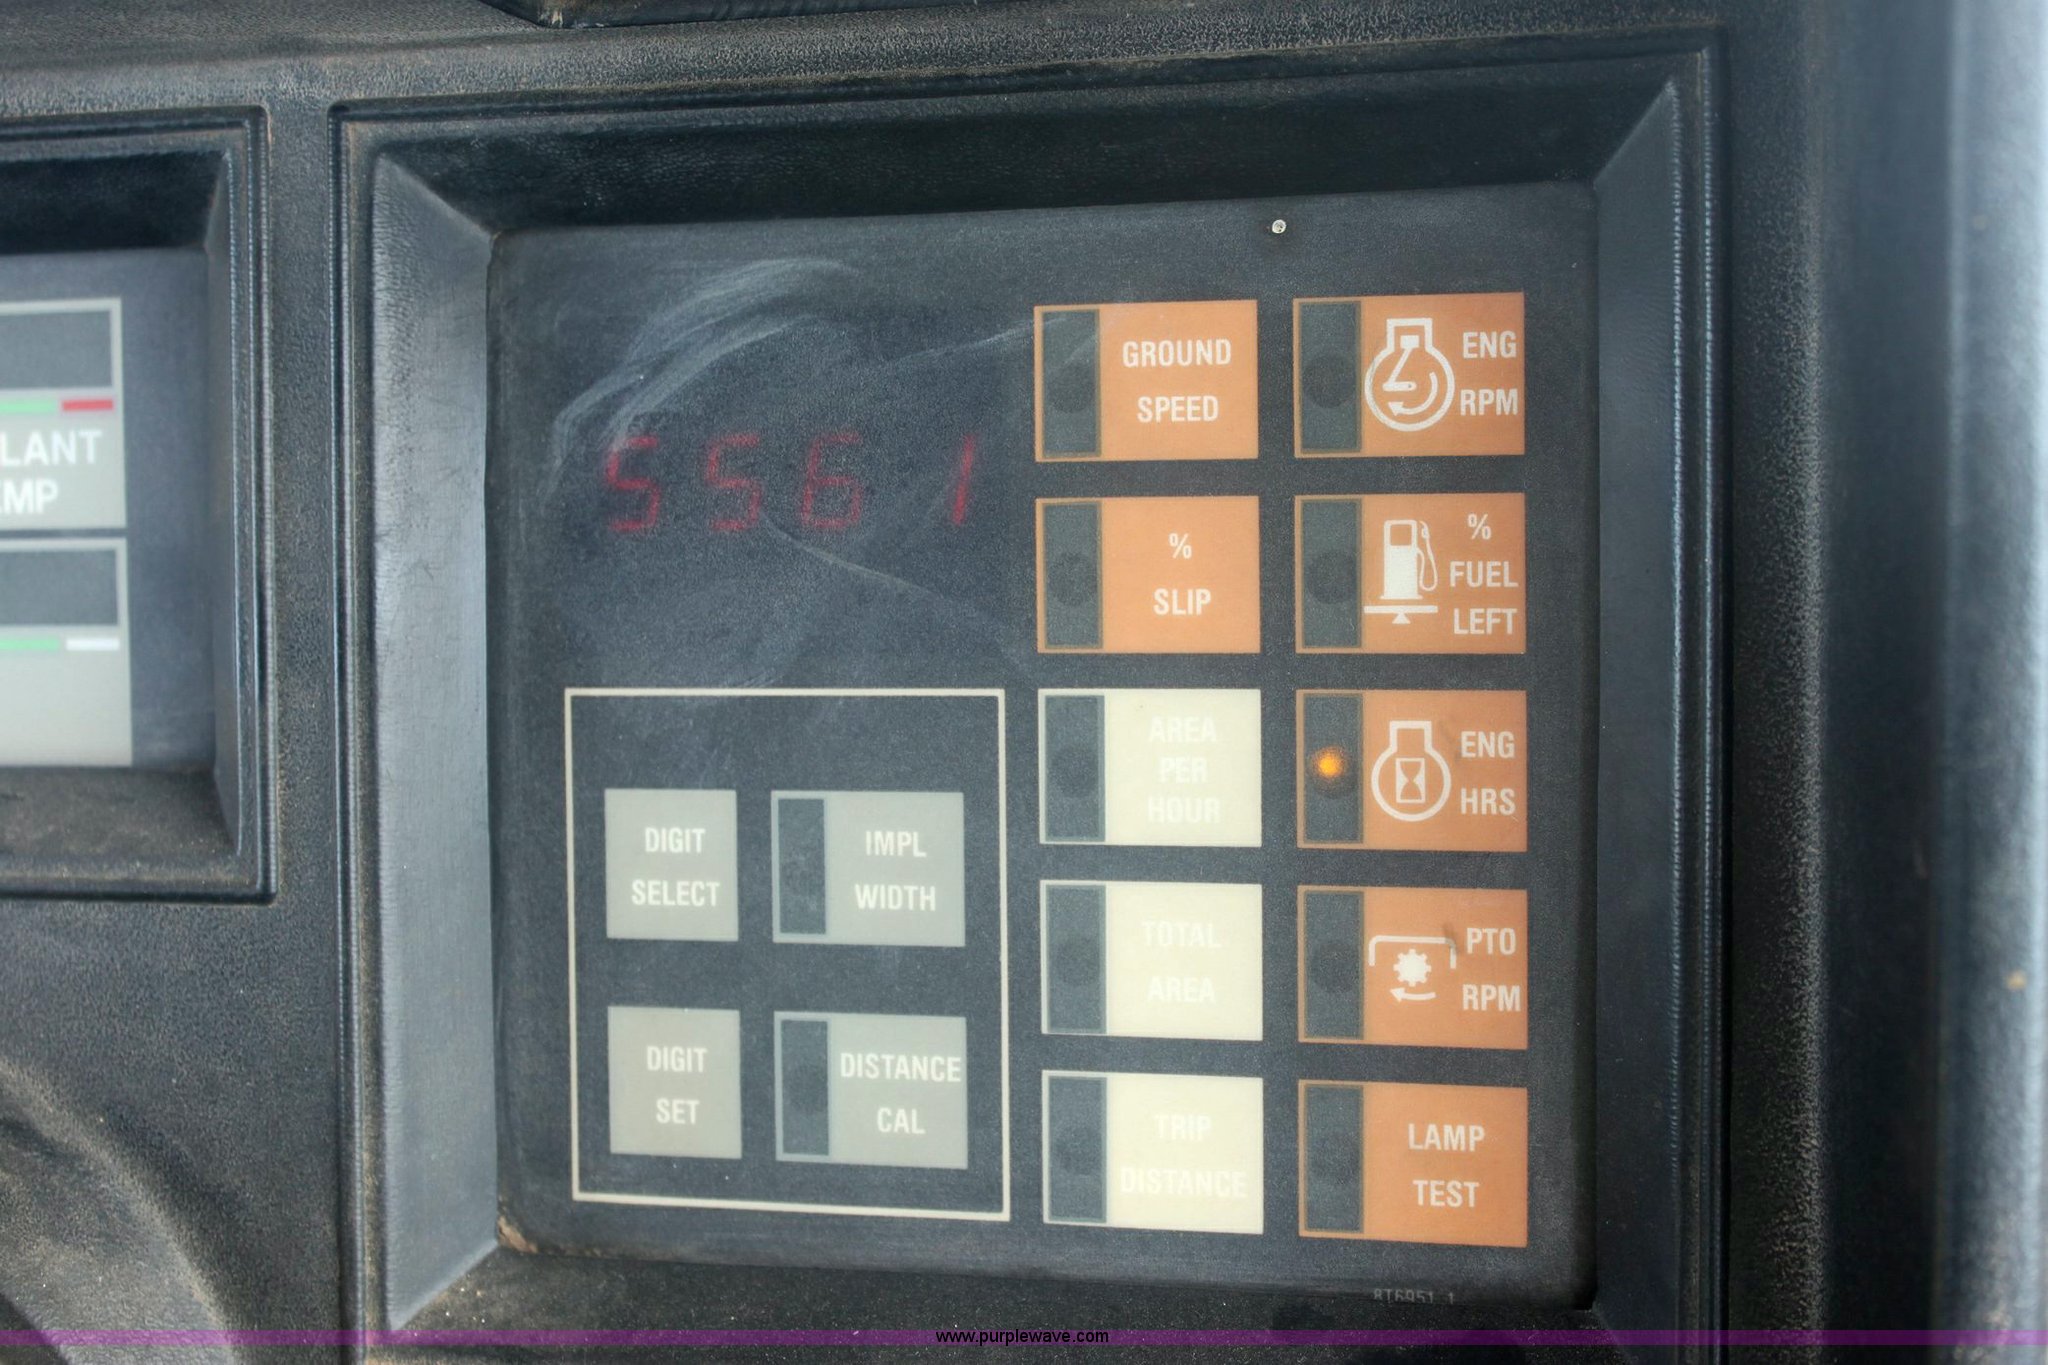 LANT
EMP
5561
GROUND
SPEED
ENG
RPM
%
SLIP
%
FUEL
LEFT
AREA
PER
HOUR
ENG
HRS
DIGIT
SELECT
IMPL
WIDTH
TOTAL
AREA
PTO
RPM
DIGIT
SET
DISTANCE
CAL
TRIP
DISTANCE
LAMP
TEST
www.purplewave.com